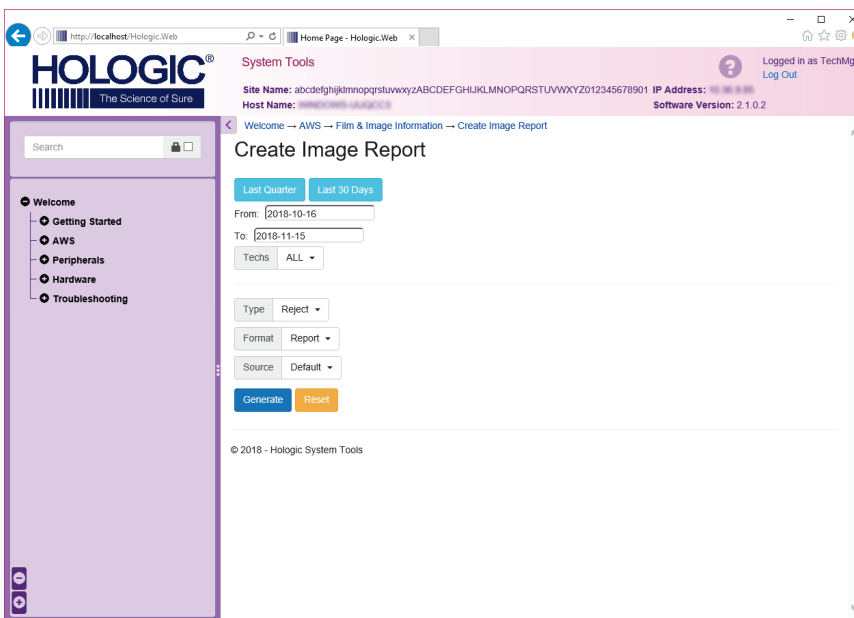 http://localhost/Hologic.Web
Home Page - Hologic.Web
HOLOGIC®
The Science of Sure
System Tools
Logged in as TechMg
Log Out
Site Name: abcdefghijklmnopqrstuvwxyzABCDEFGHIJKLMNOPQRSTUVWXYZ012345678901 IP Address:
Host Name:
Software Version: 2.1.0.2
Welcome → AWS → Film & Image Information → Create Image Report
Search
Create Image Report
Last Quarter Last 30 Days
From: 2018-10-16
To: 2018-11-15
Techs ALL
Type Reject
Format Report
Source Default
Generate Reset
© 2018 - Hologic System Tools
Welcome
Getting Started
AWS
Peripherals
Hardware
Troubleshooting